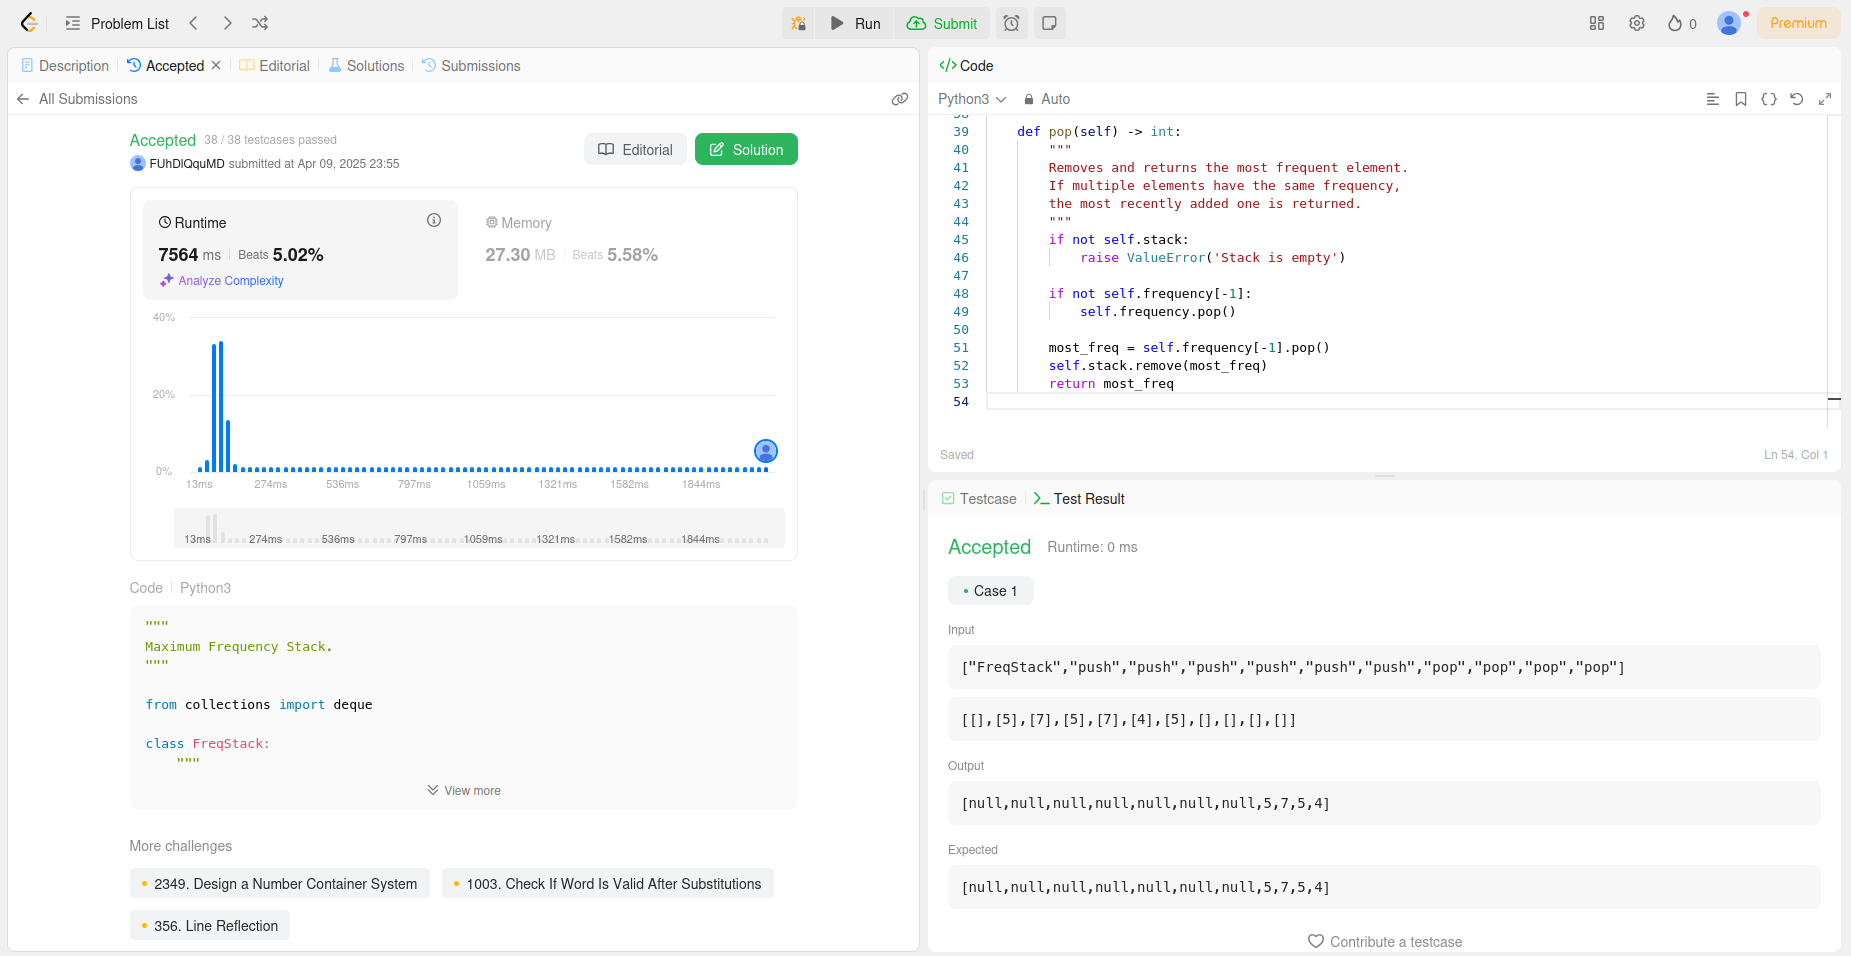 Problem List
Run
Submit
0
Premium
Description
Accepted
Editorial
Solutions
Submissions
All Submissions
Accepted 38 / 38 testcases passed
FUhDlQquMD submitted at Apr 09, 2025 23:55
Editorial
Solution
Runtime
7564 ms Beats 5.02%
Analyze Complexity
Memory
27.30 MB Beats 5.58%
40%
20%
0%
13ms 274ms 536ms 797ms 1059ms 1321ms 1582ms 1844ms
13ms 274ms 536ms 797ms 1059ms 1321ms 1582ms 1844ms
Code Python3
"""
Maximum Frequency Stack.
"""
from collections import deque
class FreqStack:
"""
View more
More challenges
2349. Design a Number Container System
1003. Check If Word Is Valid After Substitutions
356. Line Reflection
Code
Python3 Auto
38
39 def pop(self) -> int:
40 """
41 Removes and returns the most frequent element.
42 If multiple elements have the same frequency,
43 the most recently added one is returned.
44 """
45 if not self.stack:
46 raise ValueError('Stack is empty')
47
48 if not self.frequency[-1]:
49 self.frequency.pop()
50
51 most_freq = self.frequency[-1].pop()
52 self.stack.remove(most_freq)
53 return most_freq
54
Saved
Ln 54, Col 1
Testcase
Test Result
Accepted Runtime: 0 ms
Case 1
Input
["FreqStack","push","push","push","push","push","push","pop","pop","pop","pop"]
[[],[5],[7],[5],[7],[4],[5],[],[],[],[]]
Output
[null,null,null,null,null,null,null,5,7,5,4]
Expected
[null,null,null,null,null,null,null,5,7,5,4]
Contribute a testcase